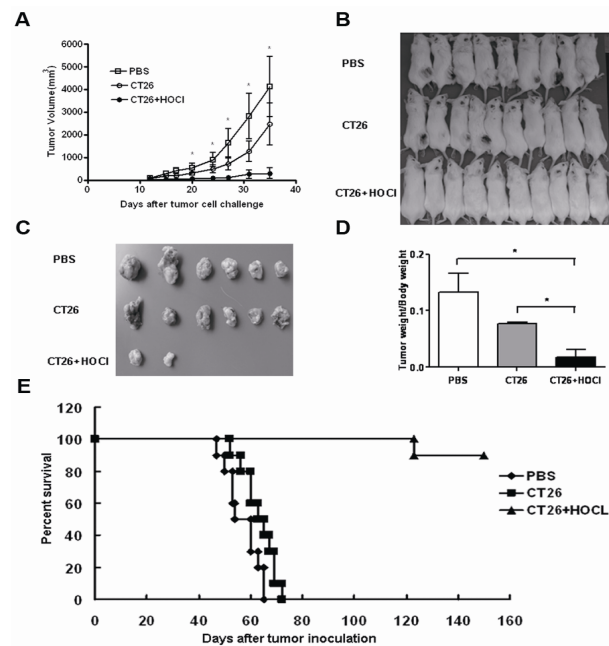 A
Tumor Volume(mm3)
6000
5000
4000
3000
2000
1000
0
PBS
CT26
CT26+HOCl
* * * * *
0 10 20 30 40
Days after tumor cell challenge
B
PBS
CT26
CT26+HOCl
C
PBS
CT26
CT26+HOCl
D
Tumor weight/Body weight
0.2
0.1
0.0
*
*
PBS CT26 CT26+HOCl
E
Percent survival
120
100
80
60
40
20
0
PBS
CT26
CT26+HOCL
0 20 40 60 80 100 120 140 160
Days after tumor inoculation